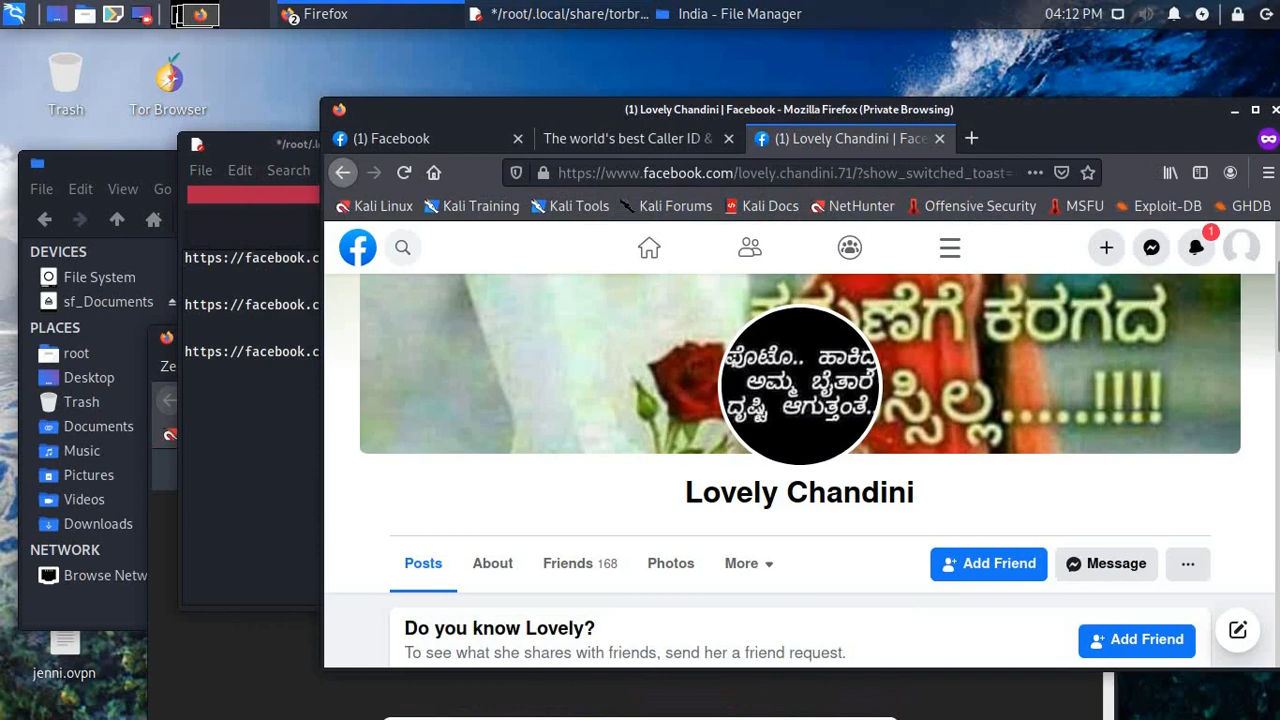 Firefox
2
*/root/.local/share/torbr...
India - File Manager
04:12 PM
Trash
Tor Browser
(1) Lovely Chandini | Facebook - Mozilla Firefox (Private Browsing)
(1) Facebook
The world's best Caller ID &
(1) Lovely Chandini | Face
*/root/.l
File Edit Search
File Edit View Go
https://www.facebook.com/lovely.chandini.71/?show_switched_toast=
Kali Linux
Kali Training
Kali Tools
Kali Forums
Kali Docs
NetHunter
Offensive Security
MSFU
Exploit-DB
GHDB
DEVICES
File System
sf_Documents
PLACES
root
Desktop
Trash
Documents
Music
Pictures
Videos
Downloads
NETWORK
Browse Netw
https://facebook.c
https://facebook.c
https://facebook.c
Ze
1
ಕರಗದ
ಫೊಟೊ.. ಹಾಕಿದ್ರೆ
ಅಮ್ಮ ಬೈತಾರೆ
ದೃಷ್ಟಿ ಆಗುತ್ತಂತೆ..
ಸ್ಸಿಲ್ಲ.....!!!!
Lovely Chandini
Posts
About
Friends 168
Photos
More
Add Friend
Message
Do you know Lovely?
To see what she shares with friends, send her a friend request.
Add Friend
jenni.ovpn